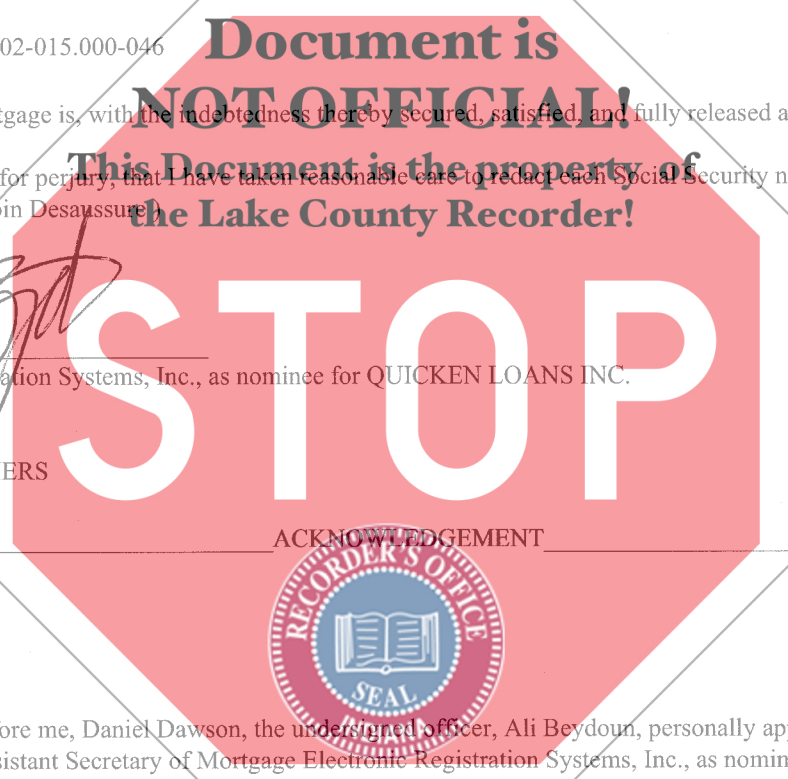 02-015.000-046
Document is
NOT OFFICIAL!
tgage is, with the indebtedness thereby secured, satisfied, and fully released a
This Document is the property of
for perjury, that I have taken reasonable care to redact each Social Security n
oin Desaussure )
the Lake County Recorder!
STOP
ation Systems, Inc., as nominee for QUICKEN LOANS INC.
ERS
ACKNOWLEDGEMENT
RECORDER'S OFFICE
SEAL
INDIANA
fore me, Daniel Dawson, the undersigned officer, Ali Beydoun, personally app
sistant Secretary of Mortgage Electronic Registration Systems, Inc., as nomin